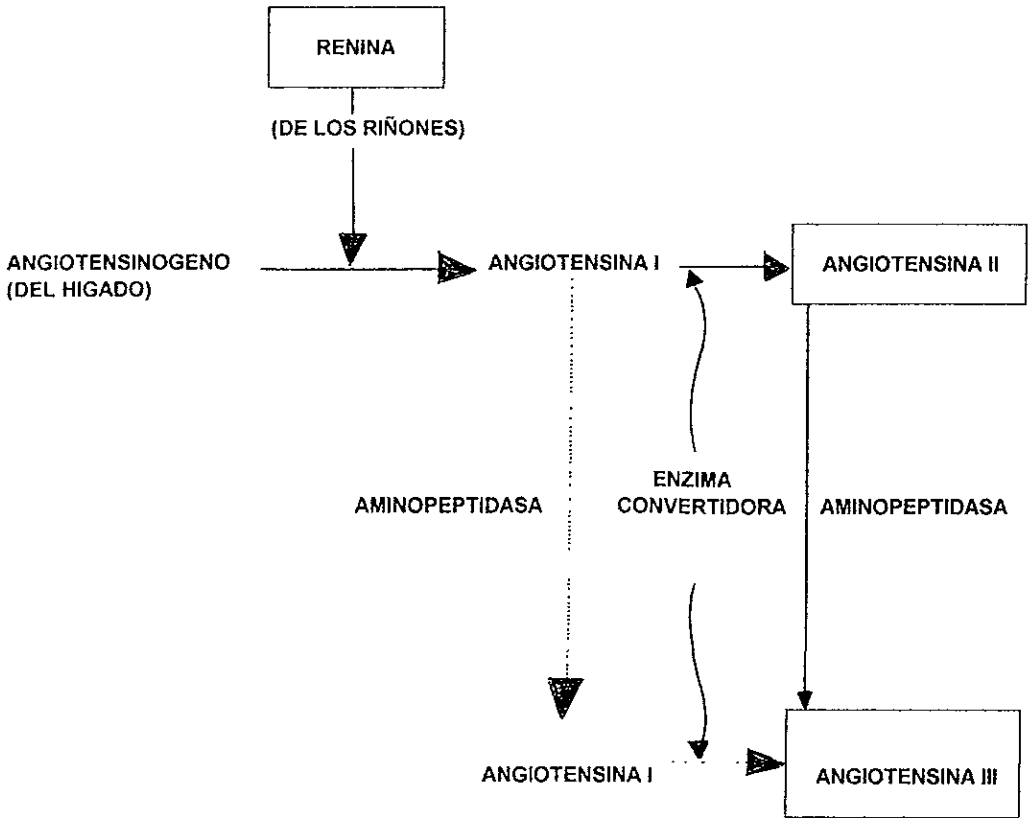 RENINA
(DE LOS RIÑONES)
ANGIOTENSINOGENO
(DEL HIGADO)
ANGIOTENSINA I
ANGIOTENSINA II
AMINOPEPTIDASA
ENZIMA
CONVERTIDORA
AMINOPEPTIDASA
ANGIOTENSINA I
ANGIOTENSINA III